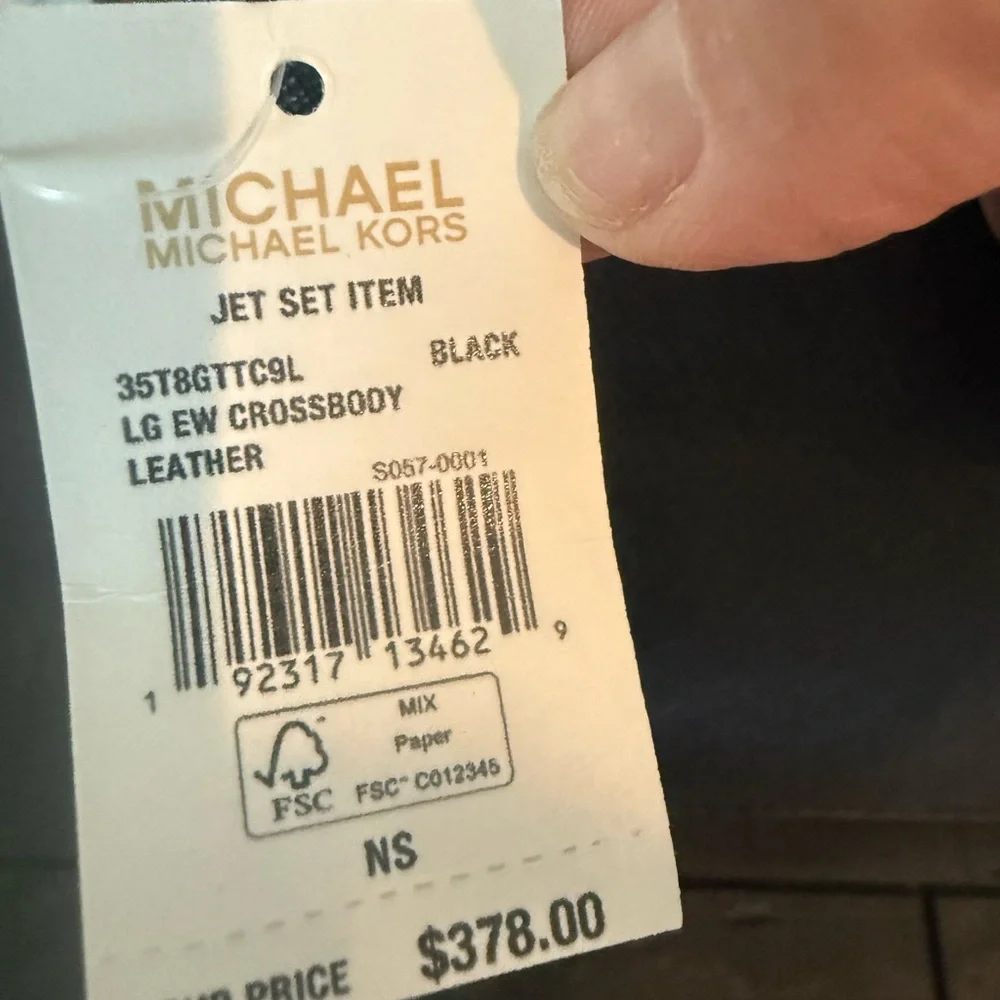 MICHAEL
MICHAEL KORS
JET SET ITEM
35T8GTTC9L BLACK
LG EW CROSSBODY
LEATHER S057-0001
1 92317 13462 9
MIX
Paper
FSC FSC™ C012345
NS
PRICE $378.00